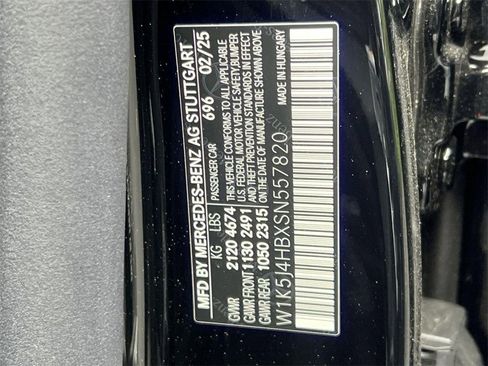 MFD BY MERCEDES-BENZ AG STUTTGART
696 02/25
PASSENGER CAR
KG LBS
GVWR 2120 4674
GAWR FRONT 1130 2491
GAWR REAR 1050 2315
THIS VEHICLE CONFORMS TO ALL APPLICABLE
U.S. FEDERAL MOTOR VEHICLE SAFETY, BUMPER
AND THEFT PREVENTION STANDARDS IN EFFECT
ON THE DATE OF MANUFACTURE SHOWN ABOVE
W1K5J4HBXSN557820
MADE IN HUNGARY